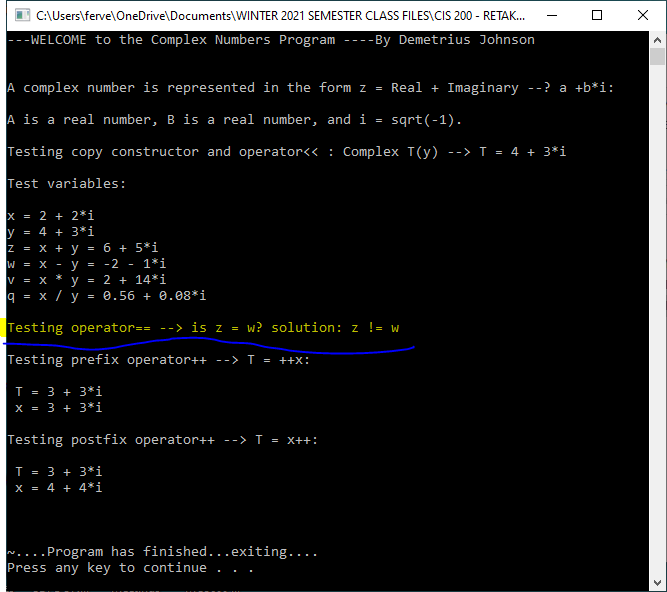 C:\Users\ferve\OneDrive\Documents\WINTER 2021 SEMESTER CLASS FILES\CIS 200 - RETAK...
---WELCOME to the Complex Numbers Program ----By Demetrius Johnson
A complex number is represented in the form z = Real + Imaginary --? a +b*i:
A is a real number, B is a real number, and i = sqrt(-1).
Testing copy constructor and operator<< : Complex T(y) --> T = 4 + 3*i
Test variables:
x = 2 + 2*i
y = 4 + 3*i
z = x + y = 6 + 5*i
w = x - y = -2 - 1*i
v = x * y = 2 + 14*i
q = x / y = 0.56 + 0.08*i
Testing operator== --> is z = w? solution: z != w
Testing prefix operator++ --> T = ++x:
T = 3 + 3*i
x = 3 + 3*i
Testing postfix operator++ --> T = x++:
T = 3 + 3*i
x = 4 + 4*i
~....Program has finished...exiting....
Press any key to continue . . .